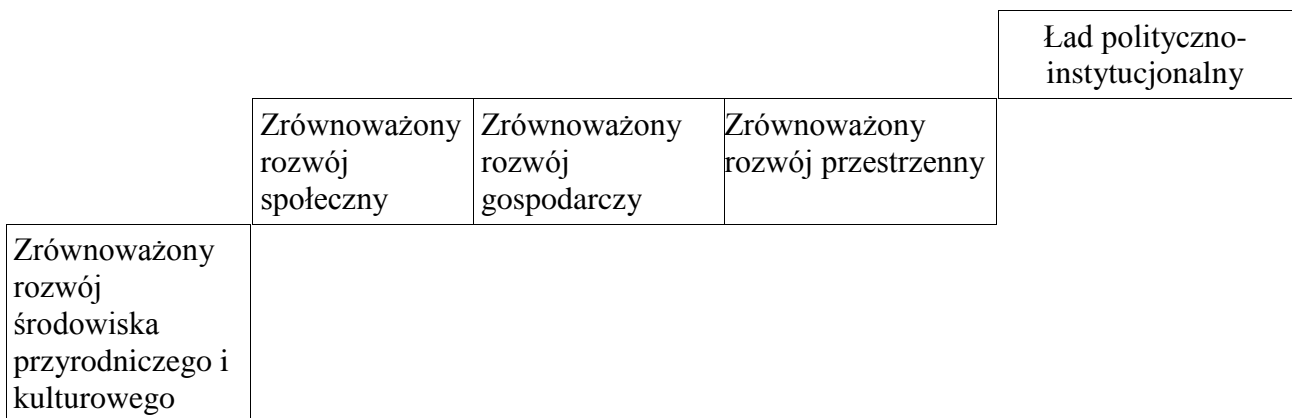 Ład polityczno-
instytucjonalny
Zrównoważony
rozwój
społeczny
Zrównoważony
rozwój
gospodarczy
Zrównoważony
rozwój przestrzenny
Zrównoważony
rozwój
środowiska
przyrodniczego i
kulturowego